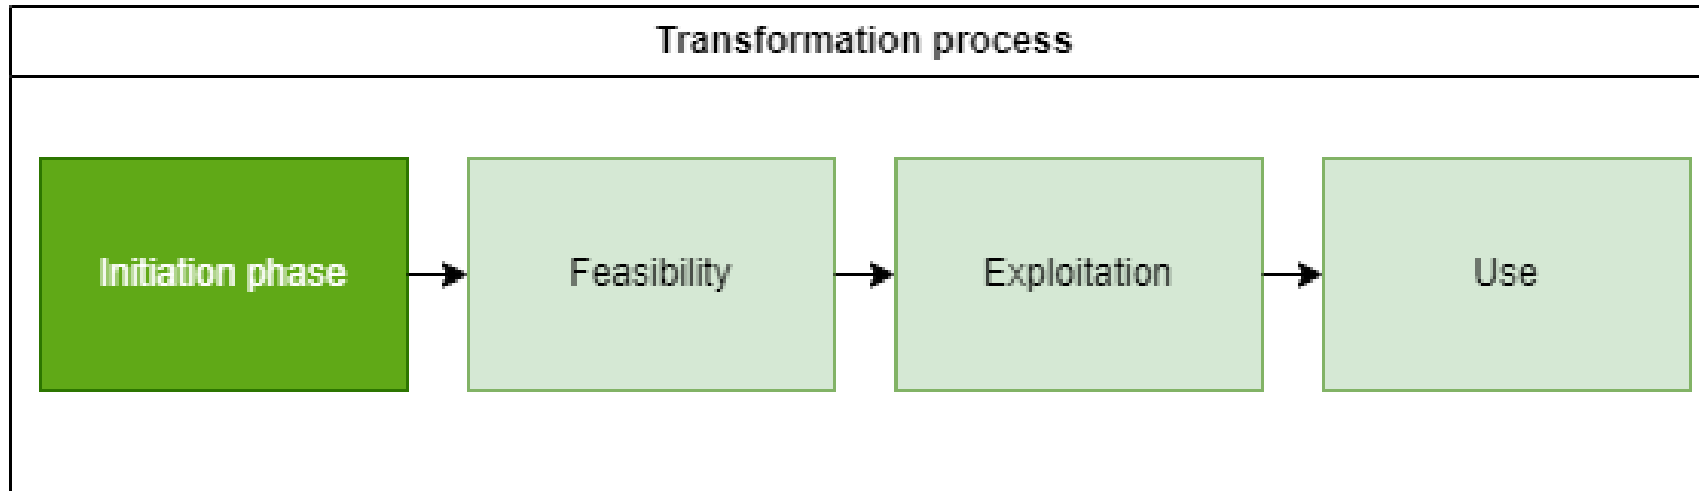 Transformation process
Initiation phase
Feasibility
Exploitation
Use